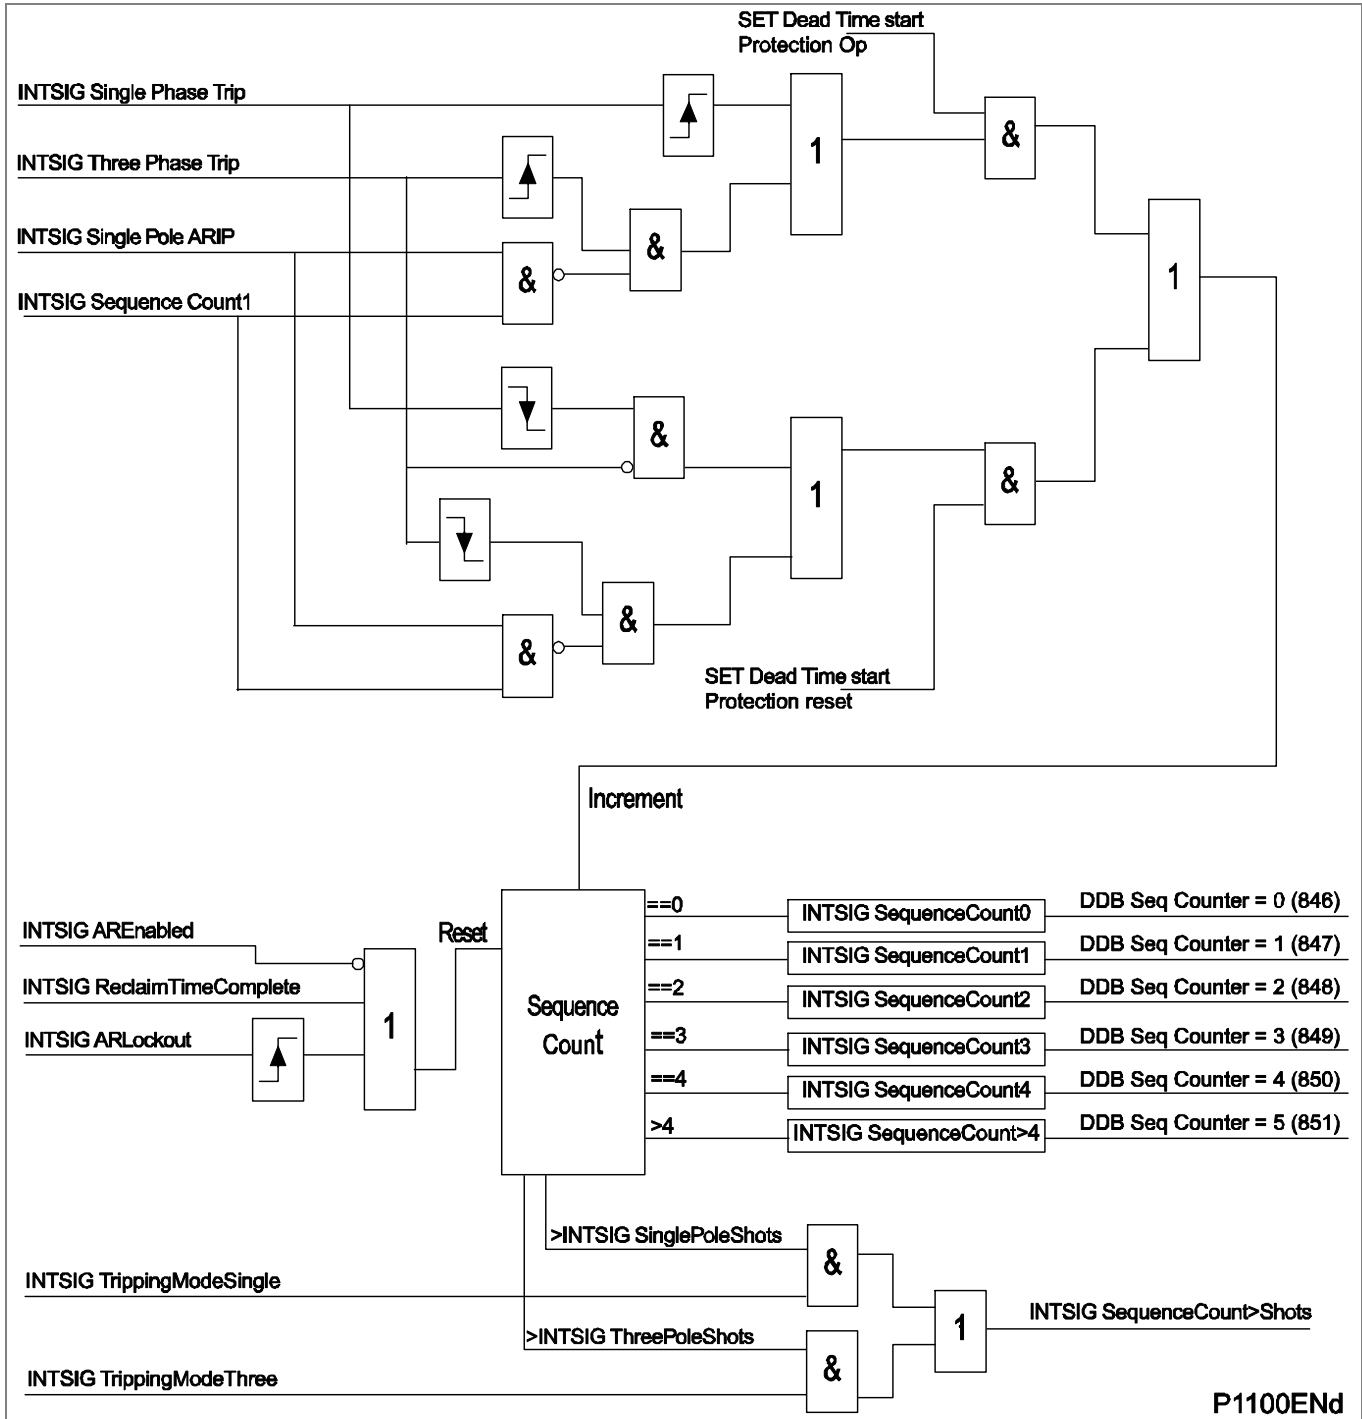 SET Dead Time start
Protection Op
INTSIG Single Phase Trip
1
&
INTSIG Three Phase Trip
&
INTSIG Single Pole ARIP
&
1
INTSIG Sequence Count1
&
1
&
&
&
SET Dead Time start
Protection reset
Increment
INTSIG AREnabled
Reset
INTSIG ReclaimTimeComplete
INTSIG ARLockout
1
Sequence
Count
==0
INTSIG SequenceCount0
DDB Seq Counter = 0 (846)
==1
INTSIG SequenceCount1
DDB Seq Counter = 1 (847)
==2
INTSIG SequenceCount2
DDB Seq Counter = 2 (848)
==3
INTSIG SequenceCount3
DDB Seq Counter = 3 (849)
==4
INTSIG SequenceCount4
DDB Seq Counter = 4 (850)
>4
INTSIG SequenceCount>4
DDB Seq Counter = 5 (851)
>INTSIG SinglePoleShots
&
INTSIG TrippingModeSingle
>INTSIG ThreePoleShots
&
1
INTSIG SequenceCount>Shots
INTSIG TrippingModeThree
P1100ENd